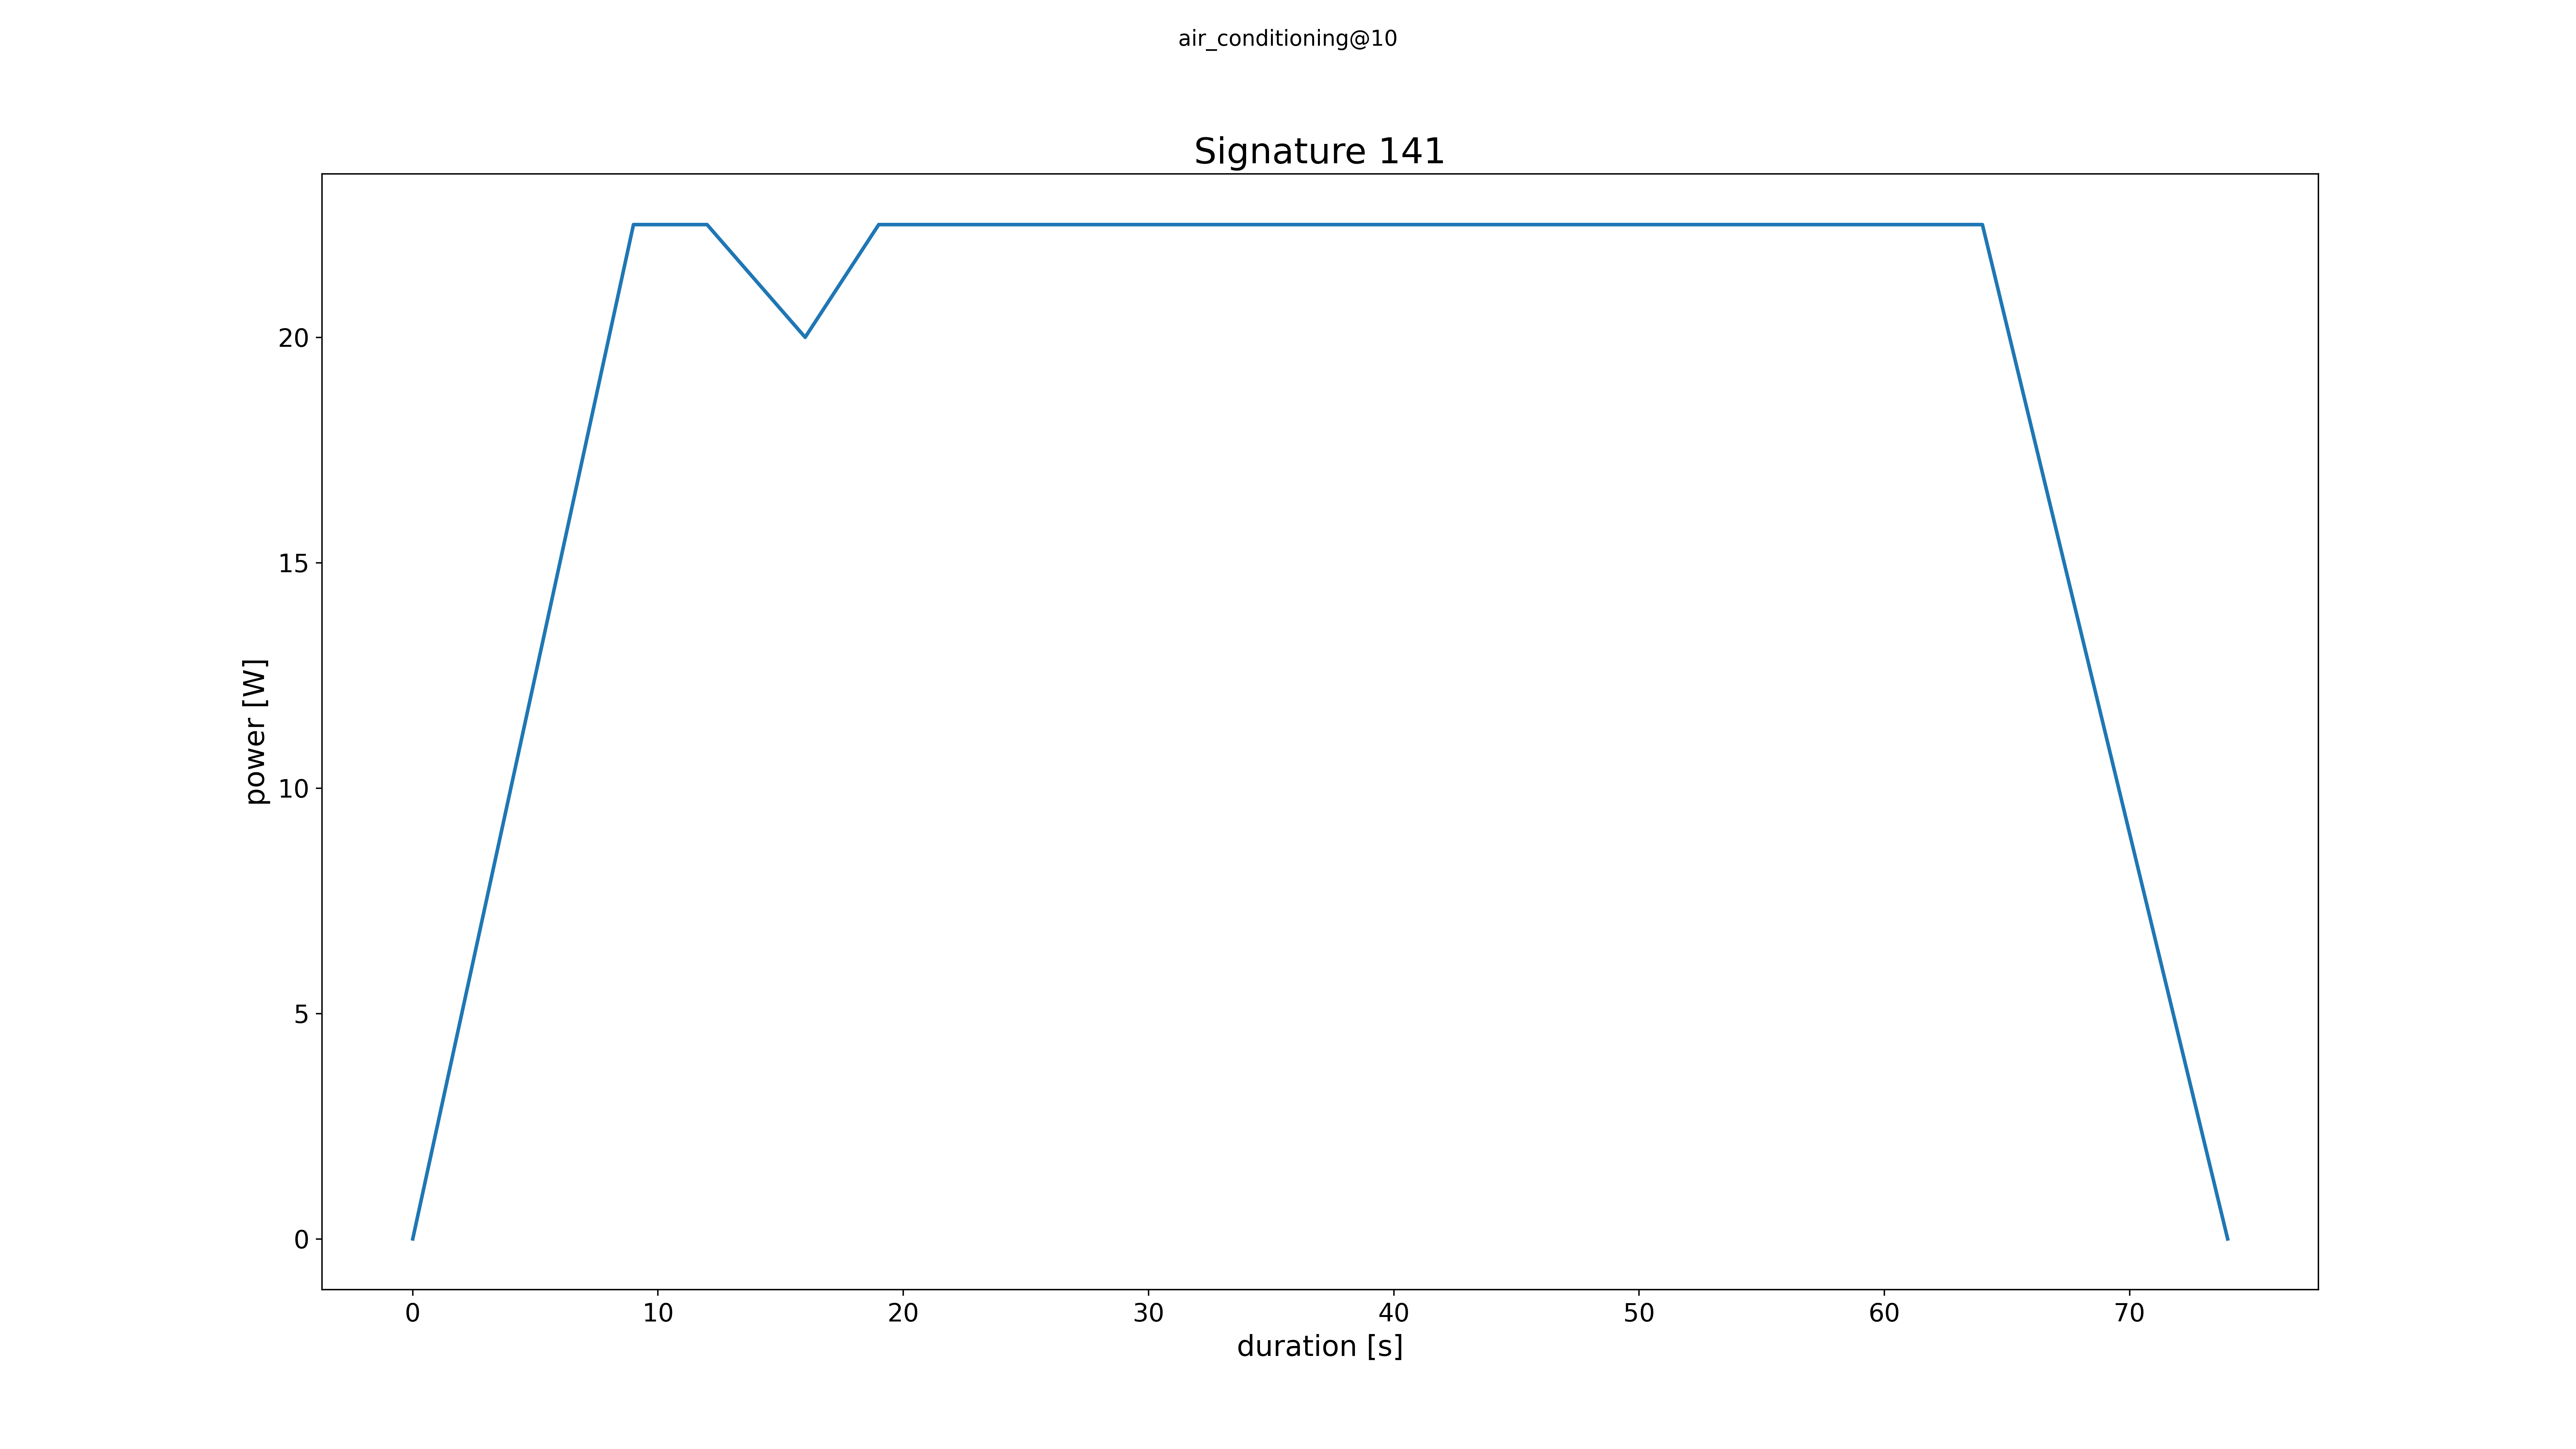 air_conditioning@10
Signature 141
power [W]
20
15
10
5
0
0 10 20 30 40 50 60 70
duration [s]